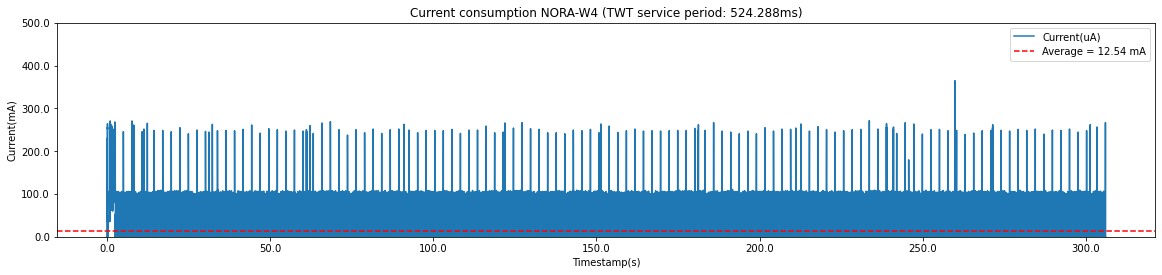 Current consumption NORA-W4 (TWT service period: 524.288ms)
500.0
400.0
300.0
200.0
100.0
0.0
Current(mA)
Current(uA)
Average = 12.54 mA
0.0 50.0 100.0 150.0 200.0 250.0 300.0
Timestamp(s)